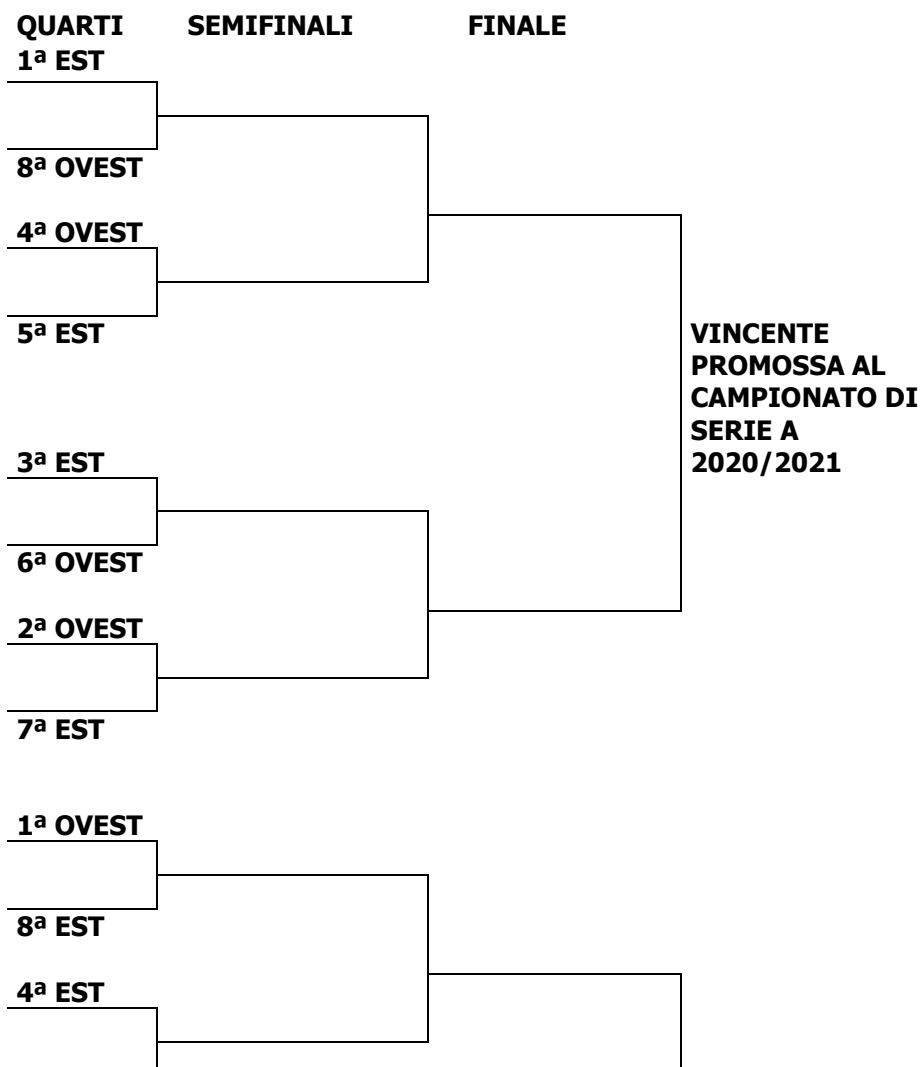 QUARTI SEMIFINALI FINALE
1ª EST
8ª OVEST
4ª OVEST
5ª EST
VINCENTE
PROMOSSA AL
CAMPIONATO DI
SERIE A
2020/2021
3ª EST
6ª OVEST
2ª OVEST
7ª EST
1ª OVEST
8ª EST
4ª EST